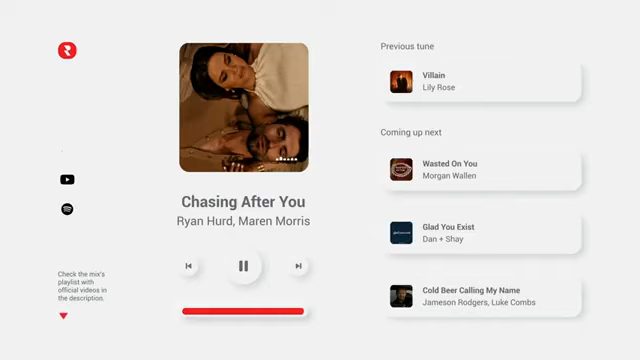 Previous tune
Villain
Lily Rose
Coming up next
Wasted On You
Morgan Wallen
Chasing After You
Ryan Hurd, Maren Morris
Glad You Exist
Dan + Shay
Cold Beer Calling My Name
Jameson Rodgers, Luke Combs
Check the mix's
playlist with
official videos in
the description.